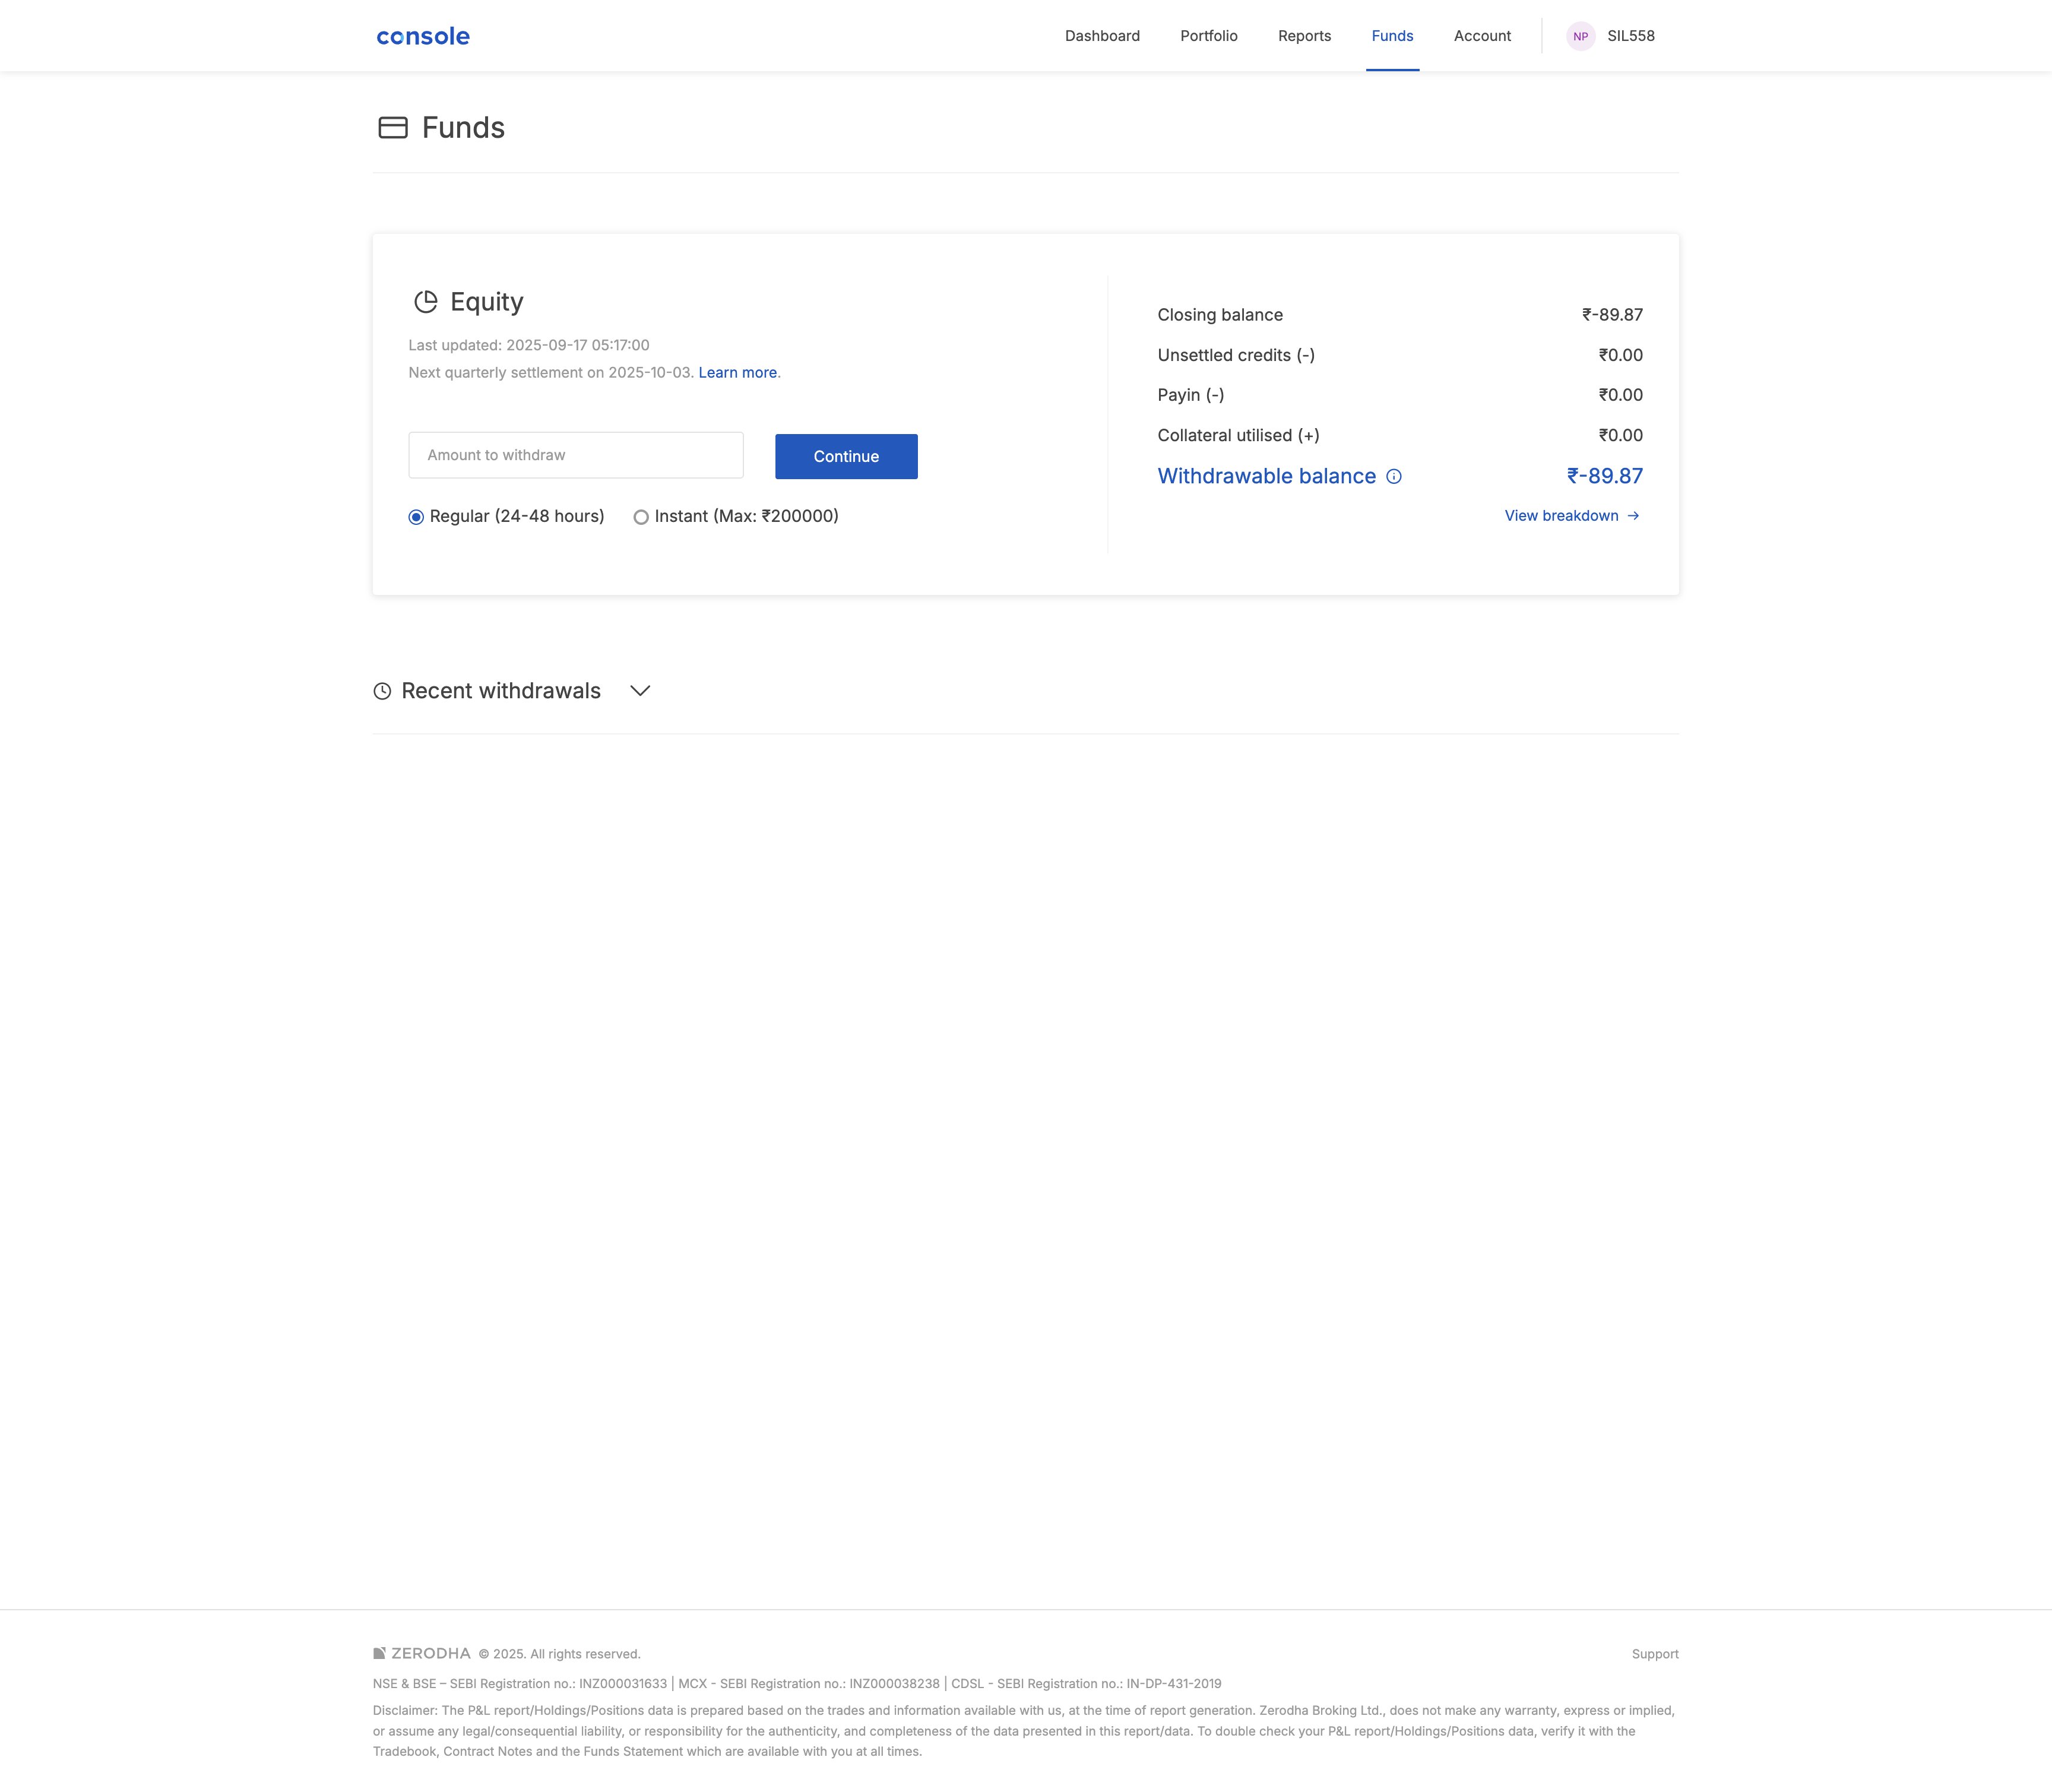 console
Dashboard Portfolio Reports Funds Account NP SIL558
Funds
Equity
Last updated: 2025-09-17 05:17:00
Next quarterly settlement on 2025-10-03. Learn more.
Amount to withdraw
Continue
Regular (24-48 hours) Instant (Max: ₹200000)
Closing balance ₹-89.87
Unsettled credits (-) ₹0.00
Payin (-) ₹0.00
Collateral utilised (+) ₹0.00
Withdrawable balance ₹-89.87
View breakdown →
Recent withdrawals
ZERODHA © 2025. All rights reserved. Support
NSE & BSE – SEBI Registration no.: INZ000031633 | MCX - SEBI Registration no.: INZ000038238 | CDSL - SEBI Registration no.: IN-DP-431-2019
Disclaimer: The P&L report/Holdings/Positions data is prepared based on the trades and information available with us, at the time of report generation. Zerodha Broking Ltd., does not make any warranty, express or implied,
or assume any legal/consequential liability, or responsibility for the authenticity, and completeness of the data presented in this report/data. To double check your P&L report/Holdings/Positions data, verify it with the
Tradebook, Contract Notes and the Funds Statement which are available with you at all times.